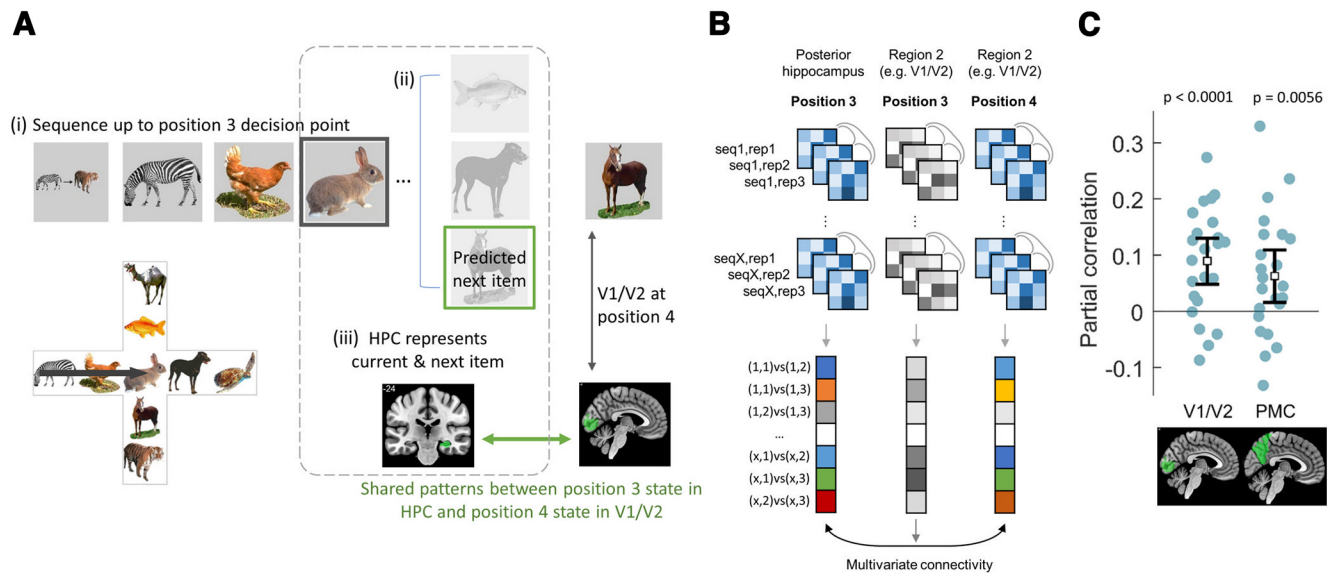 A
(i) Sequence up to position 3 decision point
(ii)
...
Predicted
next item
V1/V2 at
position 4
(iii) HPC represents
current & next item
-24
Shared patterns between position 3 state in
HPC and position 4 state in V1/V2
B
Posterior
hippocampus
Region 2
(e.g. V1/V2)
Region 2
(e.g. V1/V2)
Position 3
Position 3
Position 4
seq1,rep1
seq1,rep2
seq1,rep3
...
...
...
seqX,rep1
seqX,rep2
seqX,rep3
(1,1)vs(1,2)
(1,1)vs(1,3)
(1,2)vs(1,3)
...
(x,1)vs(x,2)
(x,1)vs(x,3)
(x,2)vs(x,3)
Multivariate connectivity
C
p < 0.0001
p = 0.0056
Partial correlation
0.3
0.2
0.1
0
-0.1
V1/V2
PMC